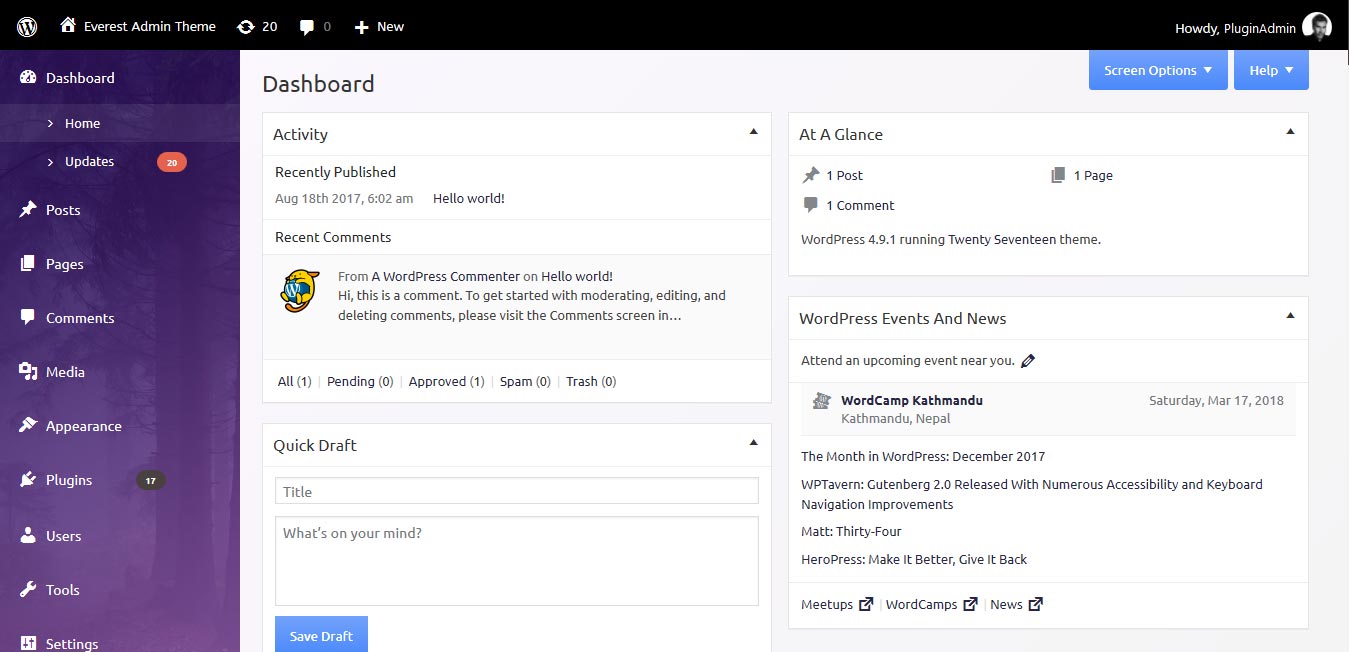 Everest Admin Theme 20 0 New
Howdy, PluginAdmin
Dashboard
Home
Updates 20
Posts
Pages
Comments
Media
Appearance
Plugins 17
Users
Tools
Settings
Dashboard
Screen Options
Help
Activity
Recently Published
Aug 18th 2017, 6:02 am Hello world!
Recent Comments
From A WordPress Commenter on Hello world!
Hi, this is a comment. To get started with moderating, editing, and
deleting comments, please visit the Comments screen in…
All (1) | Pending (0) | Approved (1) | Spam (0) | Trash (0)
Quick Draft
Title
What's on your mind?
Save Draft
At A Glance
1 Post 1 Page
1 Comment
WordPress 4.9.1 running Twenty Seventeen theme.
WordPress Events And News
Attend an upcoming event near you.
WordCamp Kathmandu Saturday, Mar 17, 2018
Kathmandu, Nepal
The Month in WordPress: December 2017
WPTavern: Gutenberg 2.0 Released With Numerous Accessibility and Keyboard
Navigation Improvements
Matt: Thirty-Four
HeroPress: Make It Better, Give It Back
Meetups | WordCamps | News